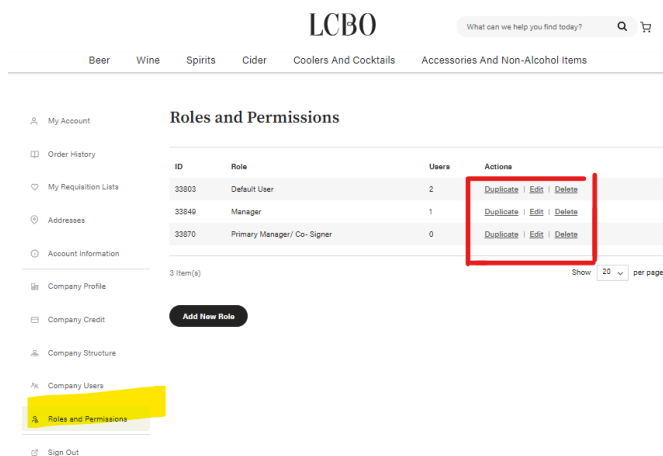 LCBO
What can we help you find today?
Beer Wine Spirits Cider Coolers And Cocktails Accessories And Non-Alcohol Items
My Account
Order History
My Requisition Lists
Addresses
Account Information
Company Profile
Company Credit
Company Structure
Company Users
Roles and Permissions
Sign Out
Roles and Permissions
ID Role Users Actions
33803 Default User 2 Duplicate | Edit | Delete
33849 Manager 1 Duplicate | Edit | Delete
33870 Primary Manager/ Co- Signer 0 Duplicate | Edit | Delete
3 Item(s) Show 20 per page
Add New Role